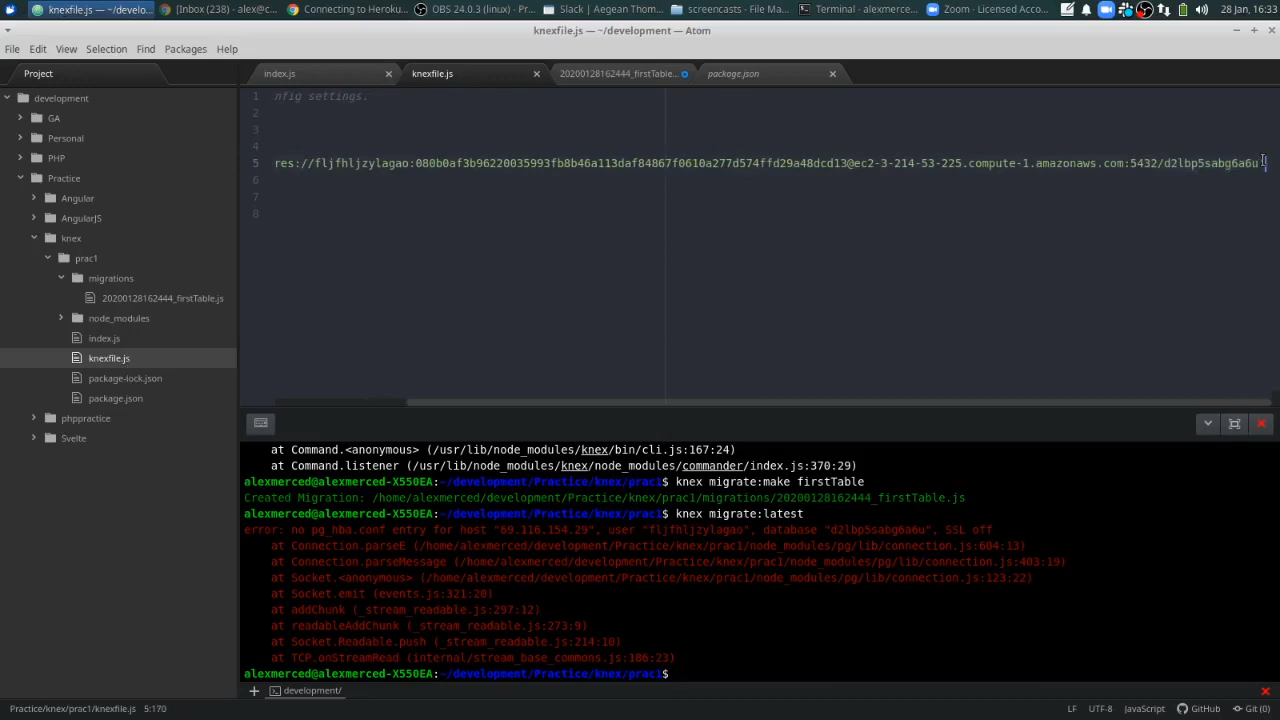 knexfile.js — ~/develo...
[Inbox (238) - alex@c...
Connecting to Heroku...
OBS 24.0.3 (linux) - Pr...
Slack | Aegean Thom...
screencasts - File Ma...
Terminal - alexmerce...
Zoom - Licensed Acco...
28 Jan, 16:33
knexfile.js — ~/development — Atom
File Edit View Selection Find Packages Help
Project
index.js
knexfile.js
20200128162444_firstTable...
package.json
development
GA
Personal
PHP
Practice
Angular
AngularJS
knex
prac1
migrations
20200128162444_firstTable.js
node_modules
index.js
knexfile.js
package-lock.json
package.json
phppractice
Svelte
1 nfig settings.
2
3
4
5 res://fljfhljzylagao:080b0af3b96220035993fb8b46a113daf84867f0610a277d574ffd29a48dcd13@ec2-3-214-53-225.compute-1.amazonaws.com:5432/d2lbp5sabg6a6u
6
7
8
at Command.<anonymous> (/usr/lib/node_modules/knex/bin/cli.js:167:24)
at Command.listener (/usr/lib/node_modules/knex/node_modules/commander/index.js:370:29)
alexmerced@alexmerced-X550EA:~/development/Practice/knex/prac1$ knex migrate:make firstTable
Created Migration: /home/alexmerced/development/Practice/knex/prac1/migrations/20200128162444_firstTable.js
alexmerced@alexmerced-X550EA:~/development/Practice/knex/prac1$ knex migrate:latest
error: no pg_hba.conf entry for host "69.116.154.29", user "fljfhljzylagao", database "d2lbp5sabg6a6u", SSL off
at Connection.parseE (/home/alexmerced/development/Practice/knex/prac1/node_modules/pg/lib/connection.js:604:13)
at Connection.parseMessage (/home/alexmerced/development/Practice/knex/prac1/node_modules/pg/lib/connection.js:403:19)
at Socket.<anonymous> (/home/alexmerced/development/Practice/knex/prac1/node_modules/pg/lib/connection.js:123:22)
at Socket.emit (events.js:321:20)
at addChunk (_stream_readable.js:297:12)
at readableAddChunk (_stream_readable.js:273:9)
at Socket.Readable.push (_stream_readable.js:214:10)
at TCP.onStreamRead (internal/stream_base_commons.js:186:23)
alexmerced@alexmerced-X550EA:~/development/Practice/knex/prac1$
development/
Practice/knex/prac1/knexfile.js 5:170
LF UTF-8 JavaScript GitHub Git (0)